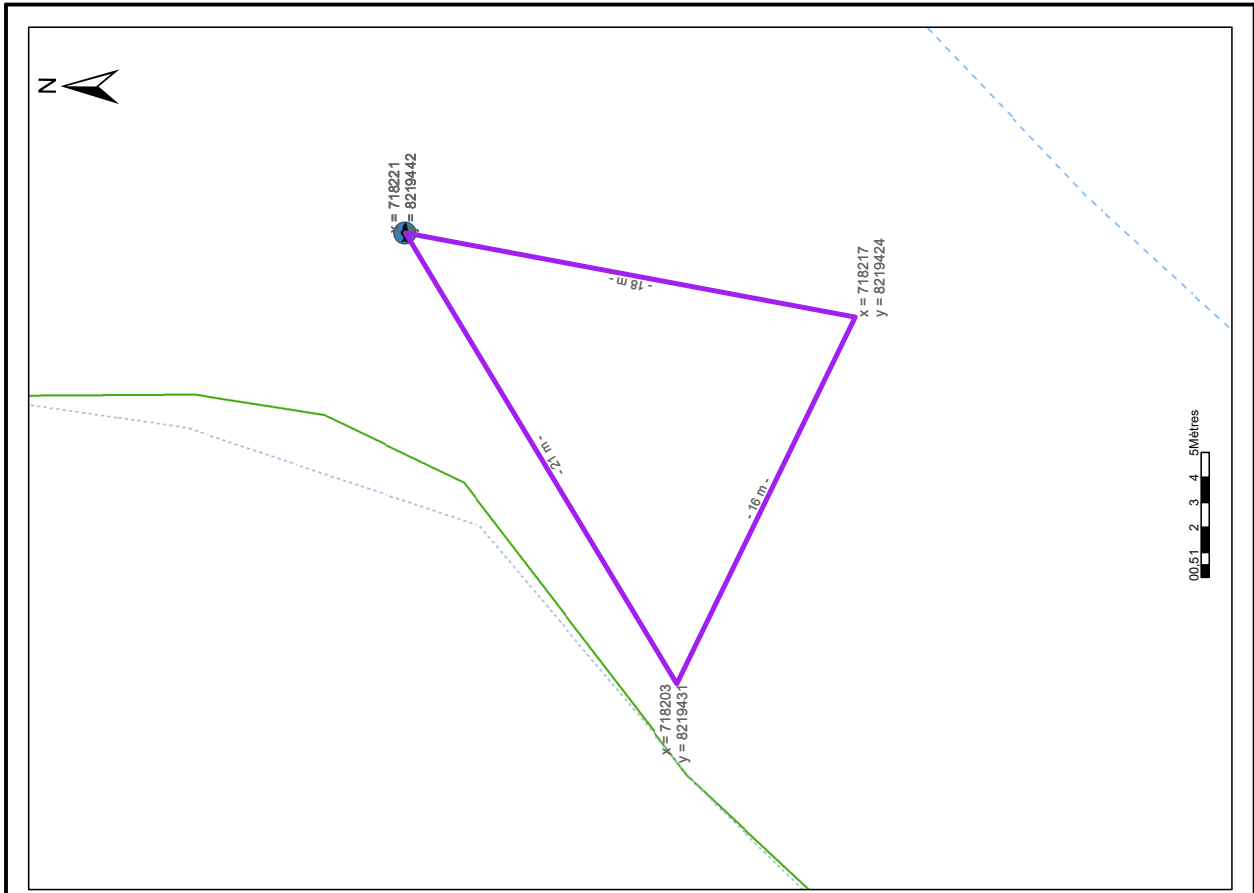 N
x = 718221
y = 8219442
- 18 m -
x = 718217
y = 8219424
- 21 m -
- 16 m -
x = 718203
y = 8219431
00,51 2 3 4 5Mètres